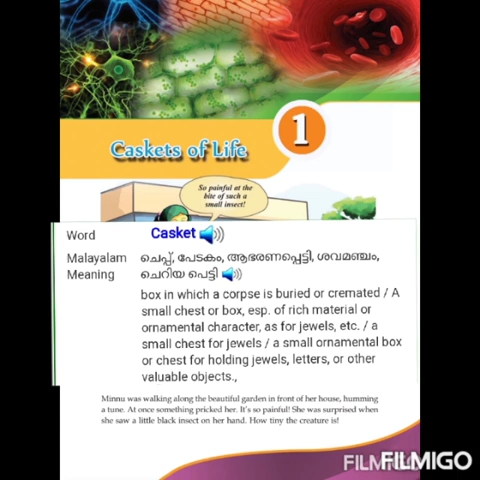 1
Caskets of Life
So painful at the
bite of such a
small insect!
Word Casket
Malayalam ചെപ്പ്, പേടകം, ആഭരണപ്പെട്ടി, ശവമഞ്ചം,
Meaning ചെറിയ പെട്ടി
box in which a corpse is buried or cremated / A
small chest or box, esp. of rich material or
ornamental character, as for jewels, etc. / a
small chest for jewels / a small ornamental box
or chest for holding jewels, letters, or other
valuable objects.,
Minnu was walking along the beautiful garden in front of her house, humming
a tune. At once something pricked her. It's so painful! She was surprised when
she saw a little black insect on her hand. How tiny the creature is!
FILMIGO